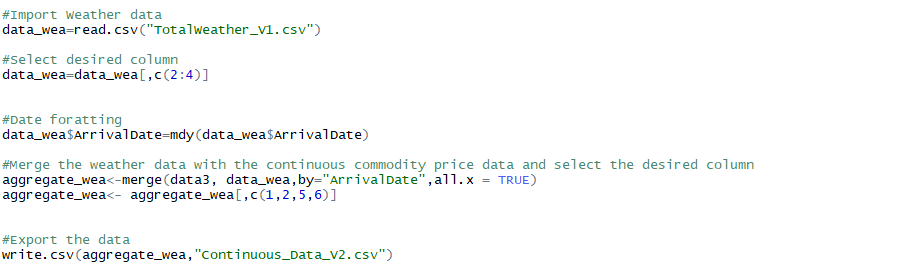 #Import Weather data
data_wea=read.csv("TotalWeather_V1.csv")
#Select desired column
data_wea=data_wea[,c(2:4)]
#Date foratting
data_wea$ArrivalDate=mdy(data_wea$ArrivalDate)
#Merge the weather data with the continuous commodity price data and select the desired column
aggregate_wea<-merge(data3, data_wea,by="ArrivalDate",all.x = TRUE)
aggregate_wea<- aggregate_wea[,c(1,2,5,6)]
#Export the data
write.csv(aggregate_wea,"Continuous_Data_V2.csv")